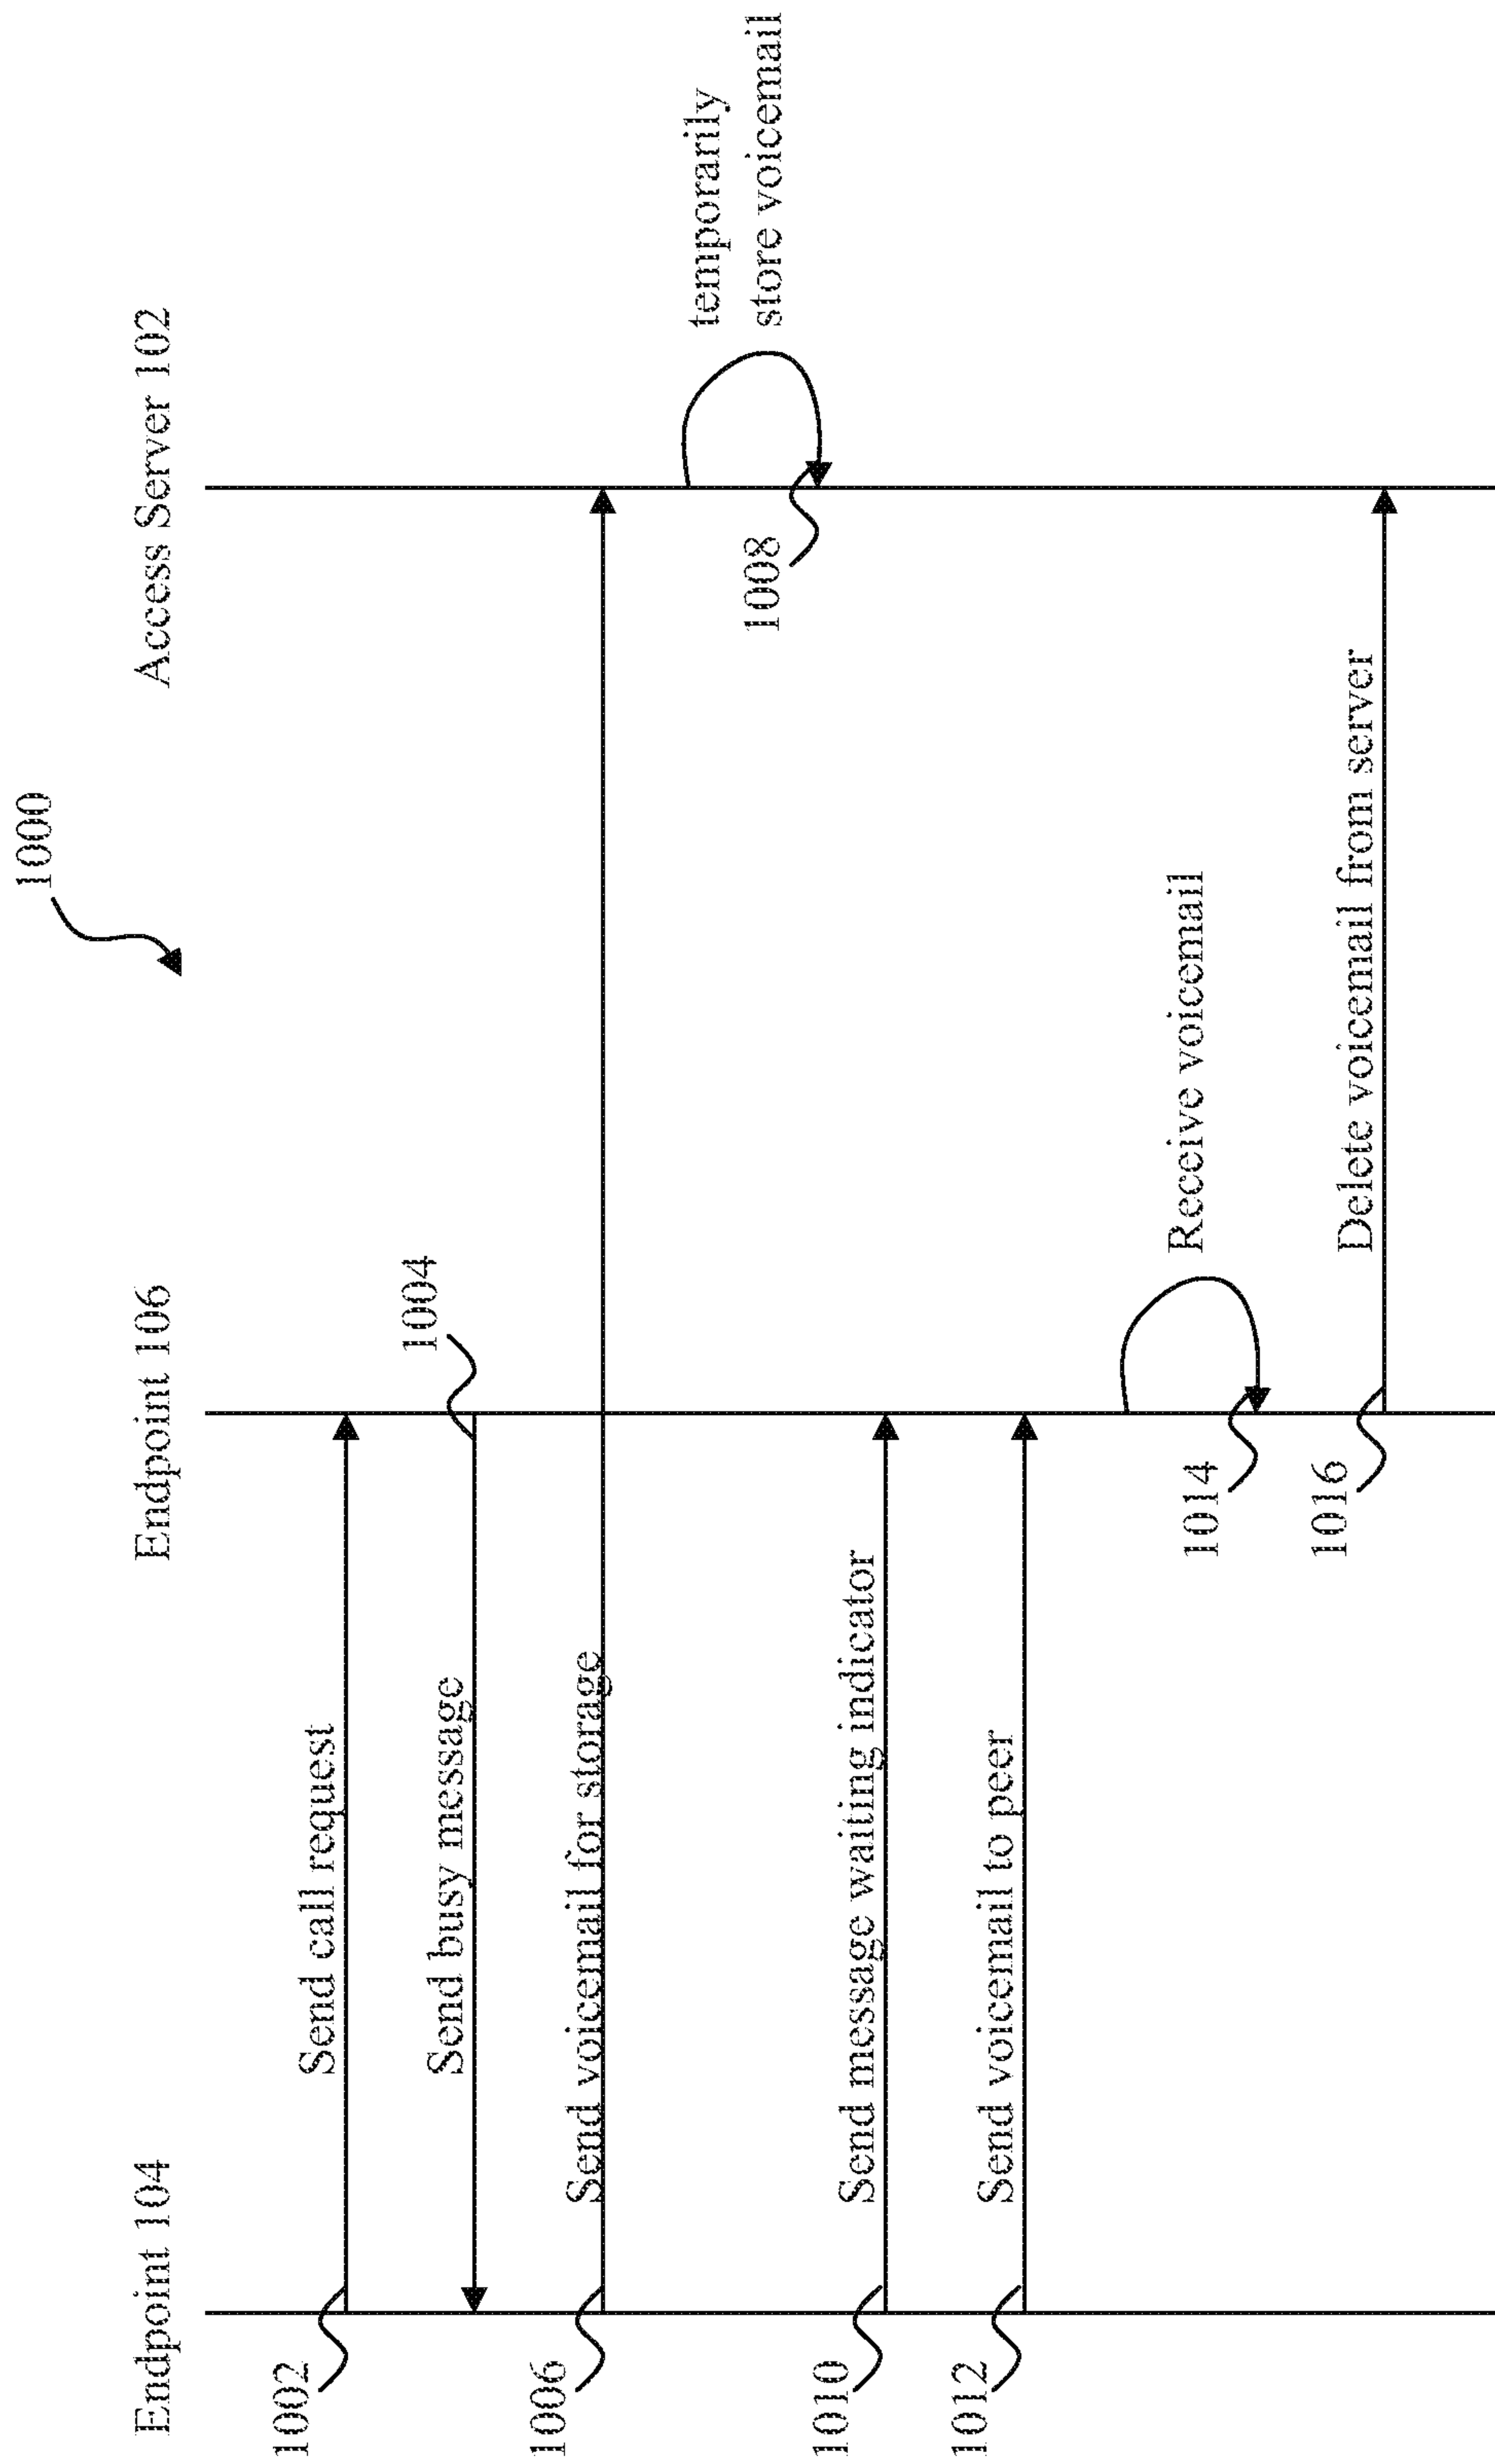 1000
Endpoint 104
Endpoint 106
Access Server 102
1002
Send call request
Send busy message
1004
1006
Send voicemail for storage
temporarily
store voicemail
1008
1010
Send message waiting indicator
1012
Send voicemail to peer
Receive voicemail
1014
1016
Delete voicemail from server